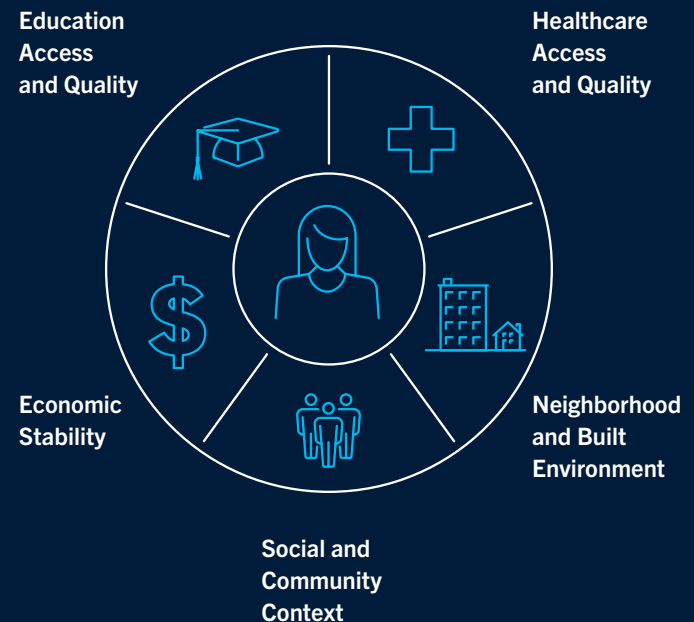 Education
Access
and Quality
Healthcare
Access
and Quality
Economic
Stability
Neighborhood
and Built
Environment
Social and
Community
Context